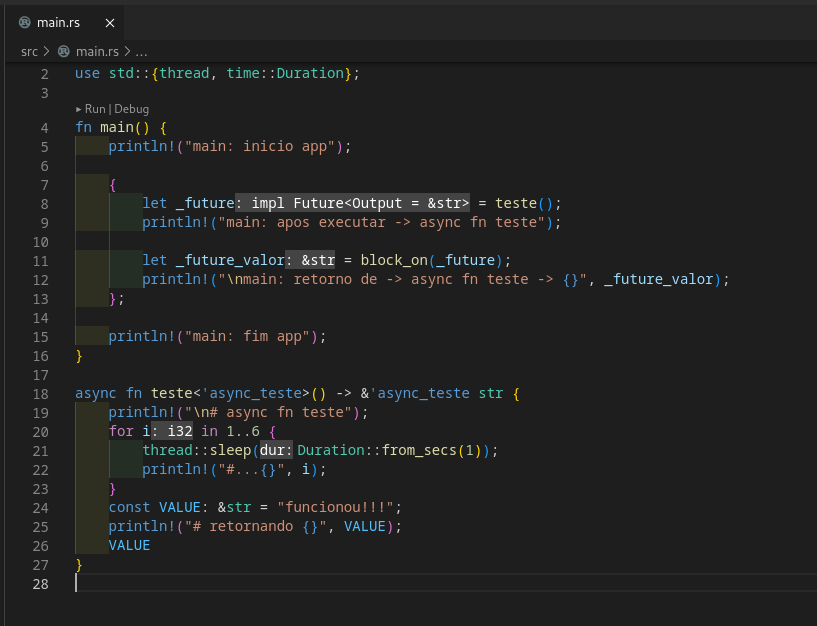 main.rs ×
src > main.rs > ...
2 use std::{thread, time::Duration};
3
▸ Run | Debug
4 fn main() {
5     println!("main: inicio app");
6
7     {
8         let _future: impl Future<Output = &str> = teste();
9         println!("main: apos executar -> async fn teste");
10
11         let _future_valor: &str = block_on(_future);
12         println!("\nmain: retorno de -> async fn teste -> {}", _future_valor);
13     };
14
15     println!("main: fim app");
16 }
17
18 async fn teste<'async_teste>() -> &'async_teste str {
19     println!("\n# async fn teste");
20     for i: i32 in 1..6 {
21         thread::sleep(dur: Duration::from_secs(1));
22         println!("#...{}", i);
23     }
24     const VALUE: &str = "funcionou!!!";
25     println!("# retornando {}", VALUE);
26     VALUE
27 }
28